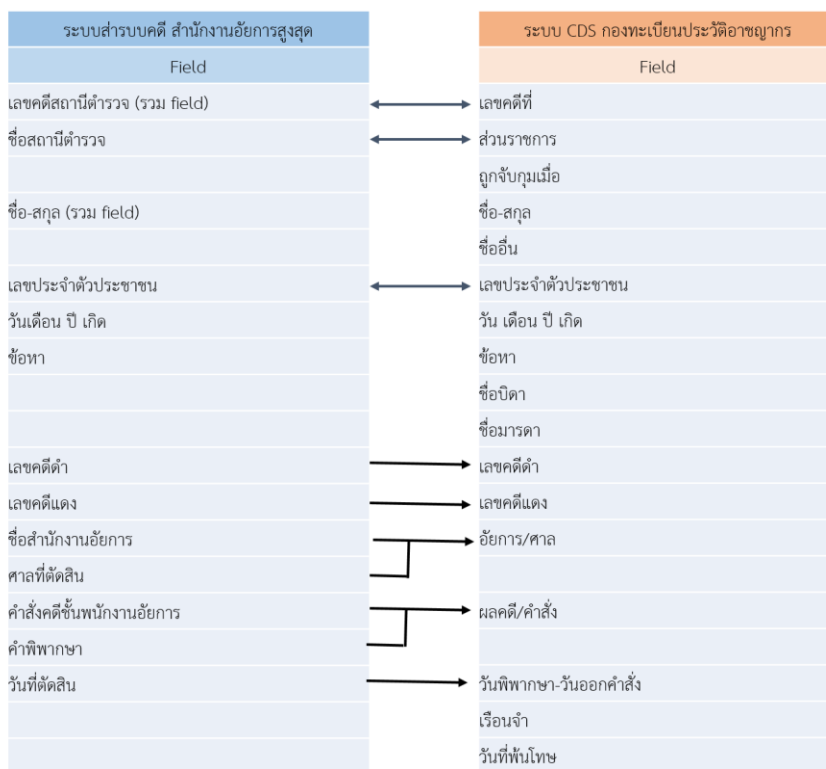 ระบบสารบบคดี สำนักงานอัยการสูงสุด
Field
เลขคดีสถานีตำรวจ (รวม field)
ชื่อสถานีตำรวจ
ชื่อ-สกุล (รวม field)
เลขประจำตัวประชาชน
วันเดือน ปี เกิด
ข้อหา
เลขคดีดำ
เลขคดีแดง
ชื่อสำนักงานอัยการ
ศาลที่ตัดสิน
คำสั่งคดีชั้นพนักงานอัยการ
คำพิพากษา
วันที่ตัดสิน
ระบบ CDS กองทะเบียนประวัติอาชญากร
Field
เลขคดีที่
ส่วนราชการ
ถูกจับกุมเมื่อ
ชื่อ-สกุล
ชื่ออื่น
เลขประจำตัวประชาชน
วัน เดือน ปี เกิด
ข้อหา
ชื่อบิดา
ชื่อมารดา
เลขคดีดำ
เลขคดีแดง
อัยการ/ศาล
ผลคดี/คำสั่ง
วันพิพากษา-วันออกคำสั่ง
เรือนจำ
วันที่พ้นโทษ